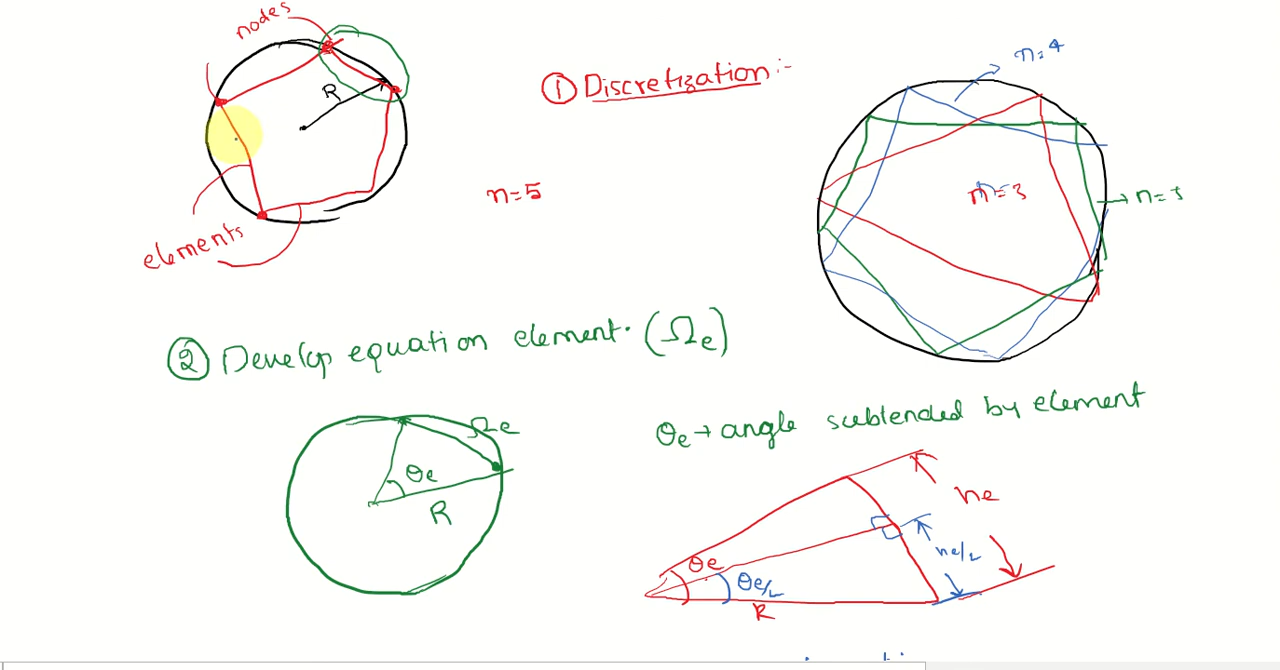 nodes
R
① Discretization :-
n=4
n=5
n=3
n=3
elements
② Develop equation element. (Ωe)
Ωe
θe
R
θe → angle subtended by element
he
he/2
θe
θe/2
R